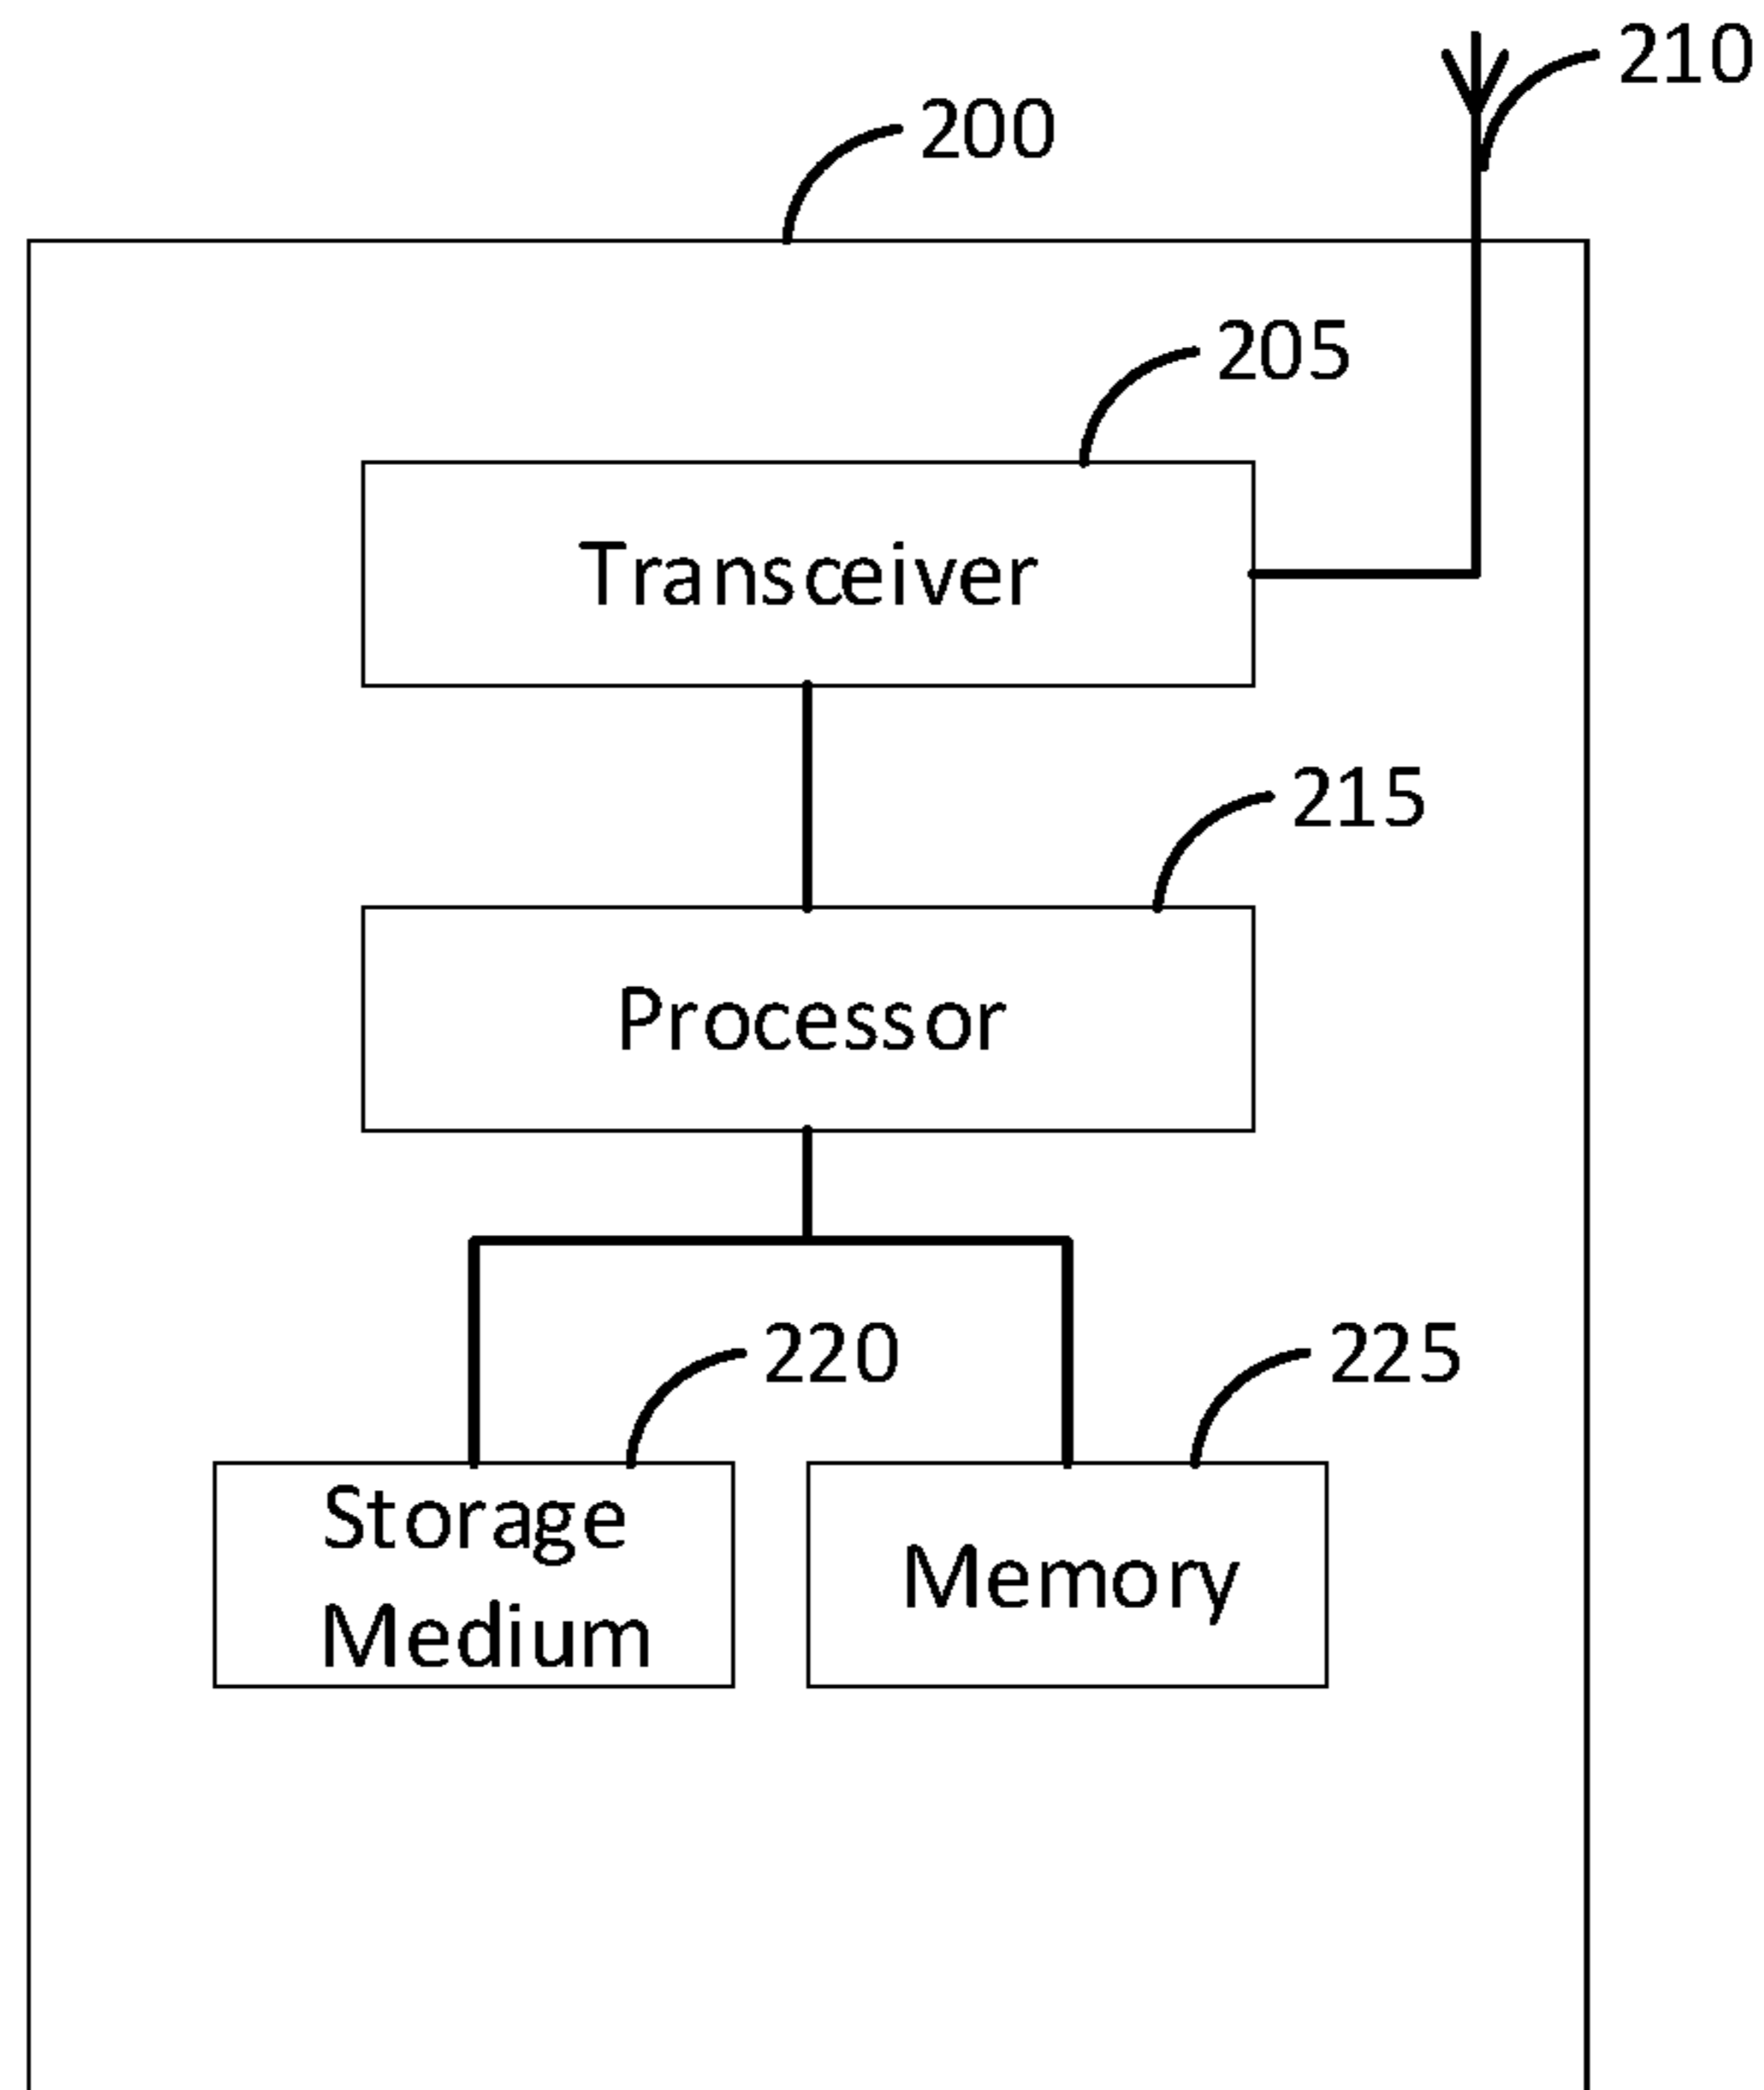 210
200
205
Transceiver
215
Processor
220
225
Storage
Medium
Memory